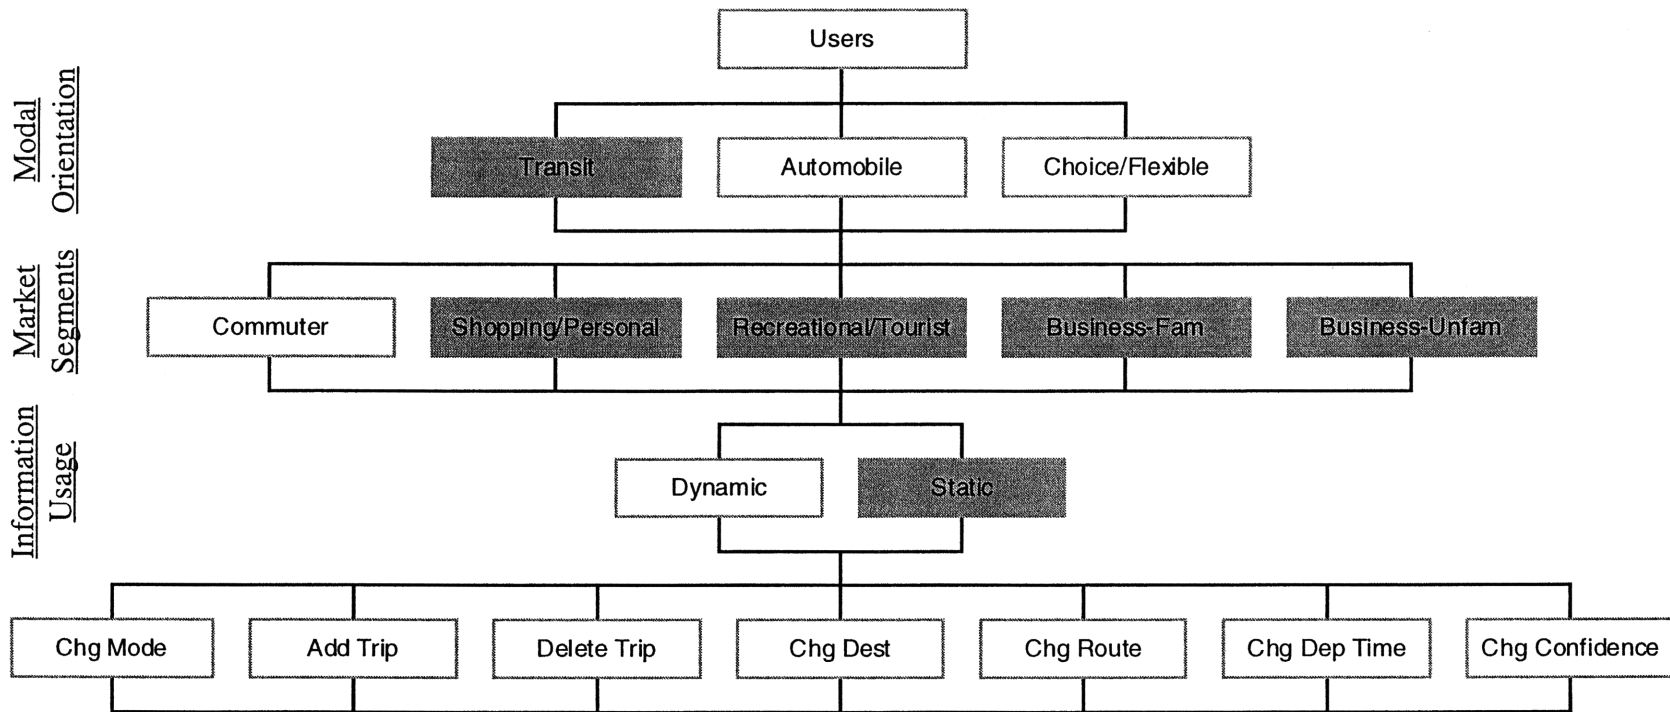 Users
Modal
Orientation
Transit
Automobile
Choice/Flexible
Market
Segments
Commuter
Shopping/Personal
Recreational/Tourist
Business-Fam
Business-Unfam
Information
Usage
Dynamic
Static
Chg Mode
Add Trip
Delete Trip
Chg Dest
Chg Route
Chg Dep Time
Chg Confidence